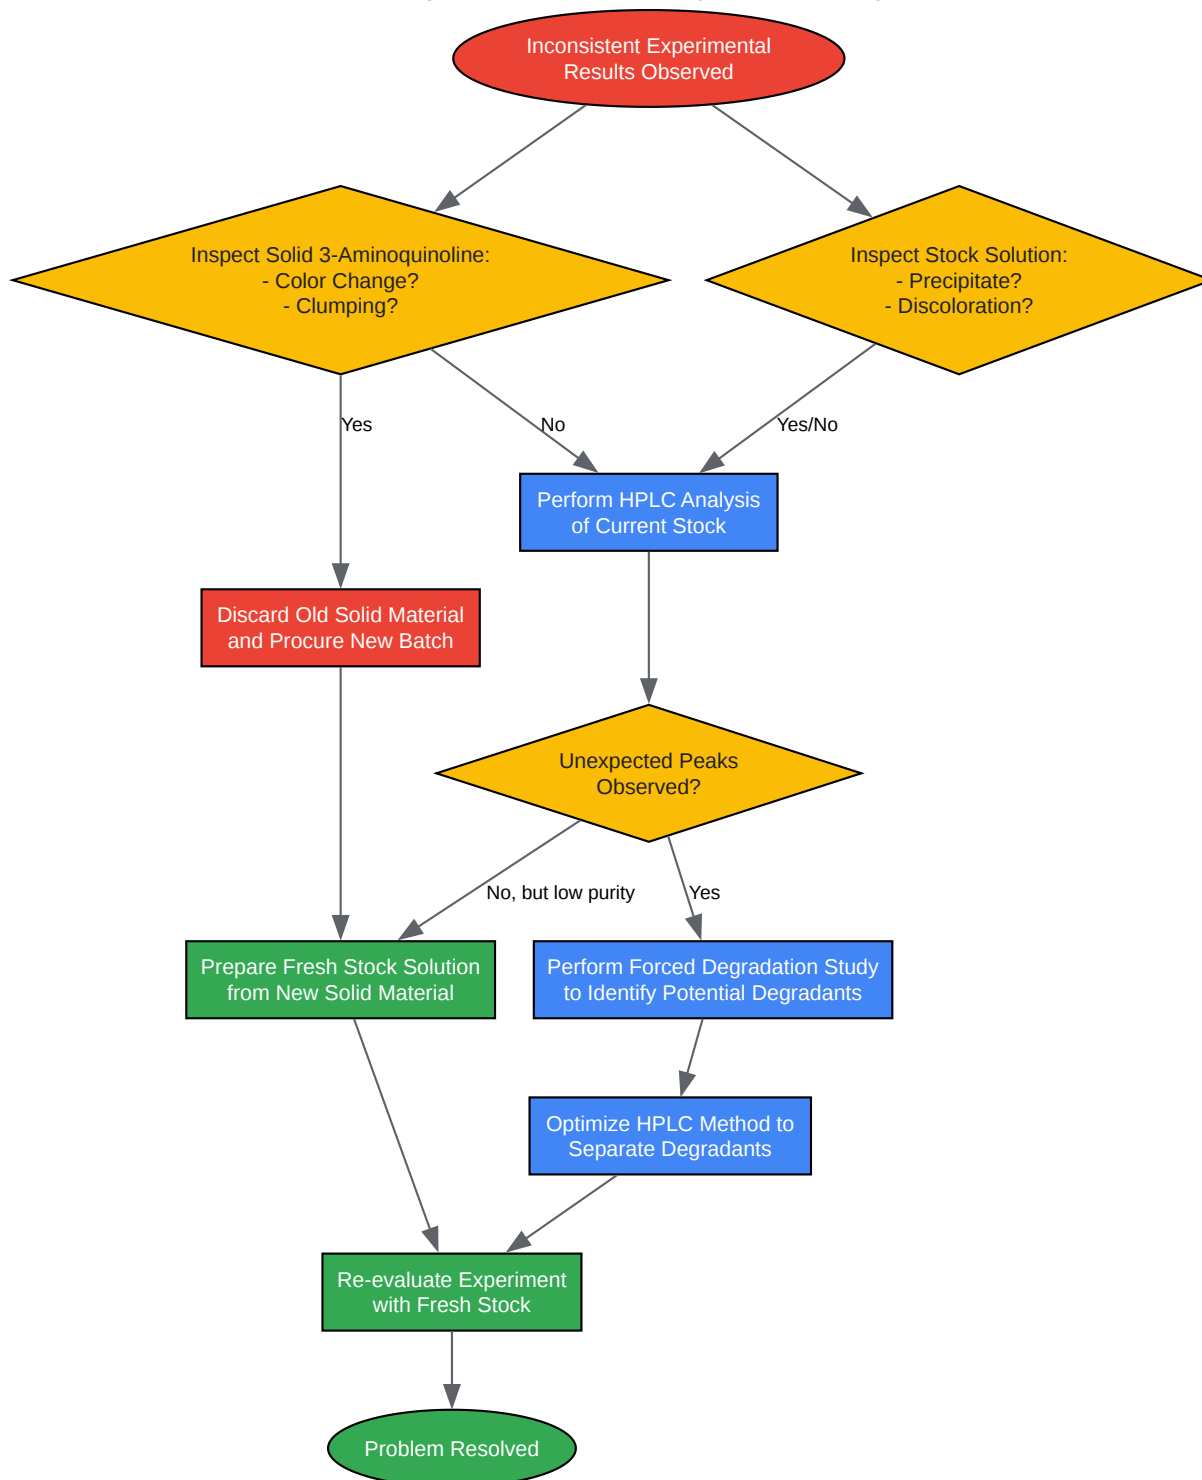 Inconsistent Experimental
Results Observed
Inspect Solid 3-Aminoquinoline:
- Color Change?
- Clumping?
Inspect Stock Solution:
- Precipitate?
- Discoloration?
Yes
No
Yes/No
Perform HPLC Analysis
of Current Stock
Discard Old Solid Material
and Procure New Batch
Unexpected Peaks
Observed?
No, but low purity
Yes
Prepare Fresh Stock Solution
from New Solid Material
Perform Forced Degradation Study
to Identify Potential Degradants
Optimize HPLC Method to
Separate Degradants
Re-evaluate Experiment
with Fresh Stock
Problem Resolved